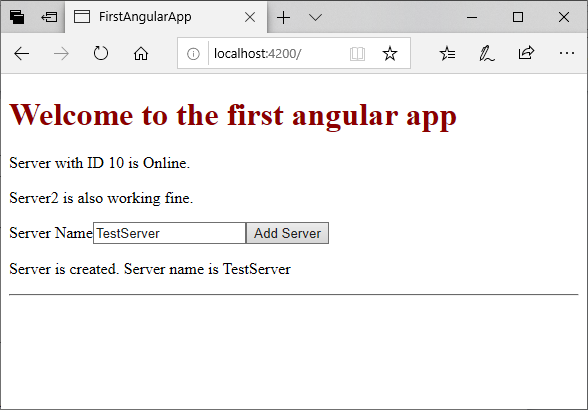 FirstAngularApp
localhost:4200/
Welcome to the first angular app
Server with ID 10 is Online.
Server2 is also working fine.
Server Name TestServer Add Server
Server is created. Server name is TestServer